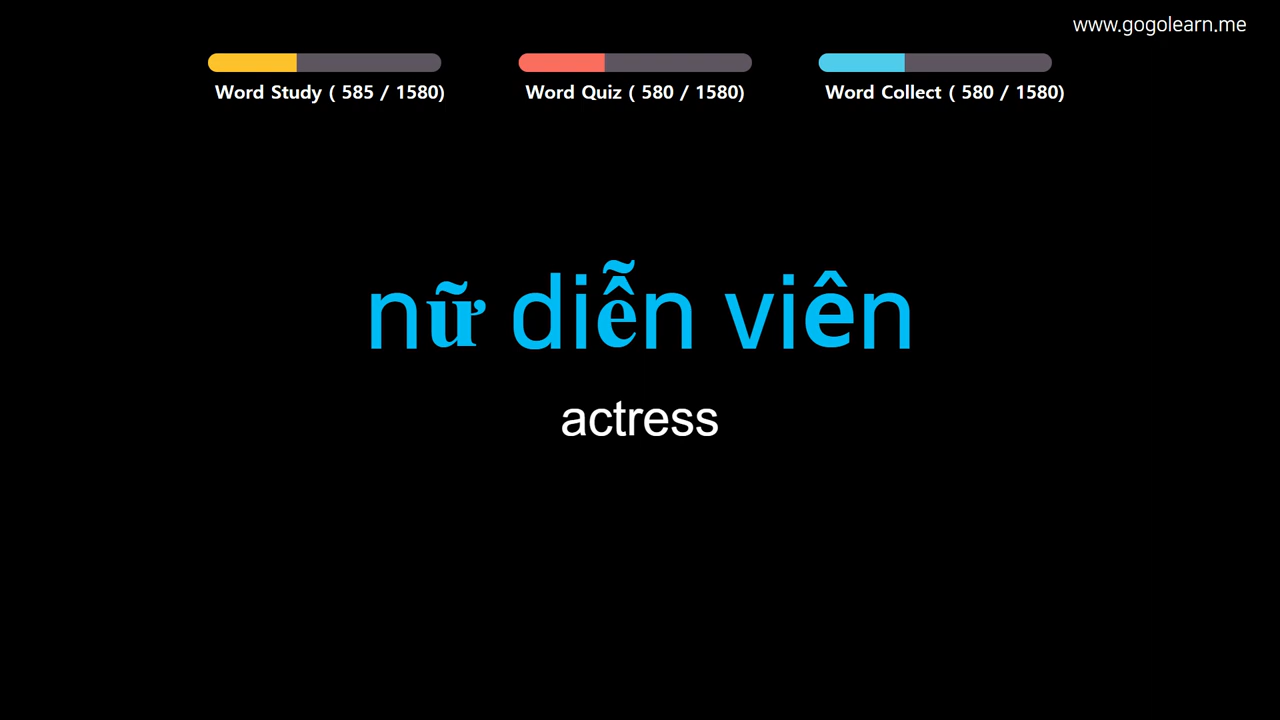 www.gogolearn.me
Word Study ( 585 / 1580)
Word Quiz ( 580 / 1580)
Word Collect ( 580 / 1580)
nữ diễn viên
actress